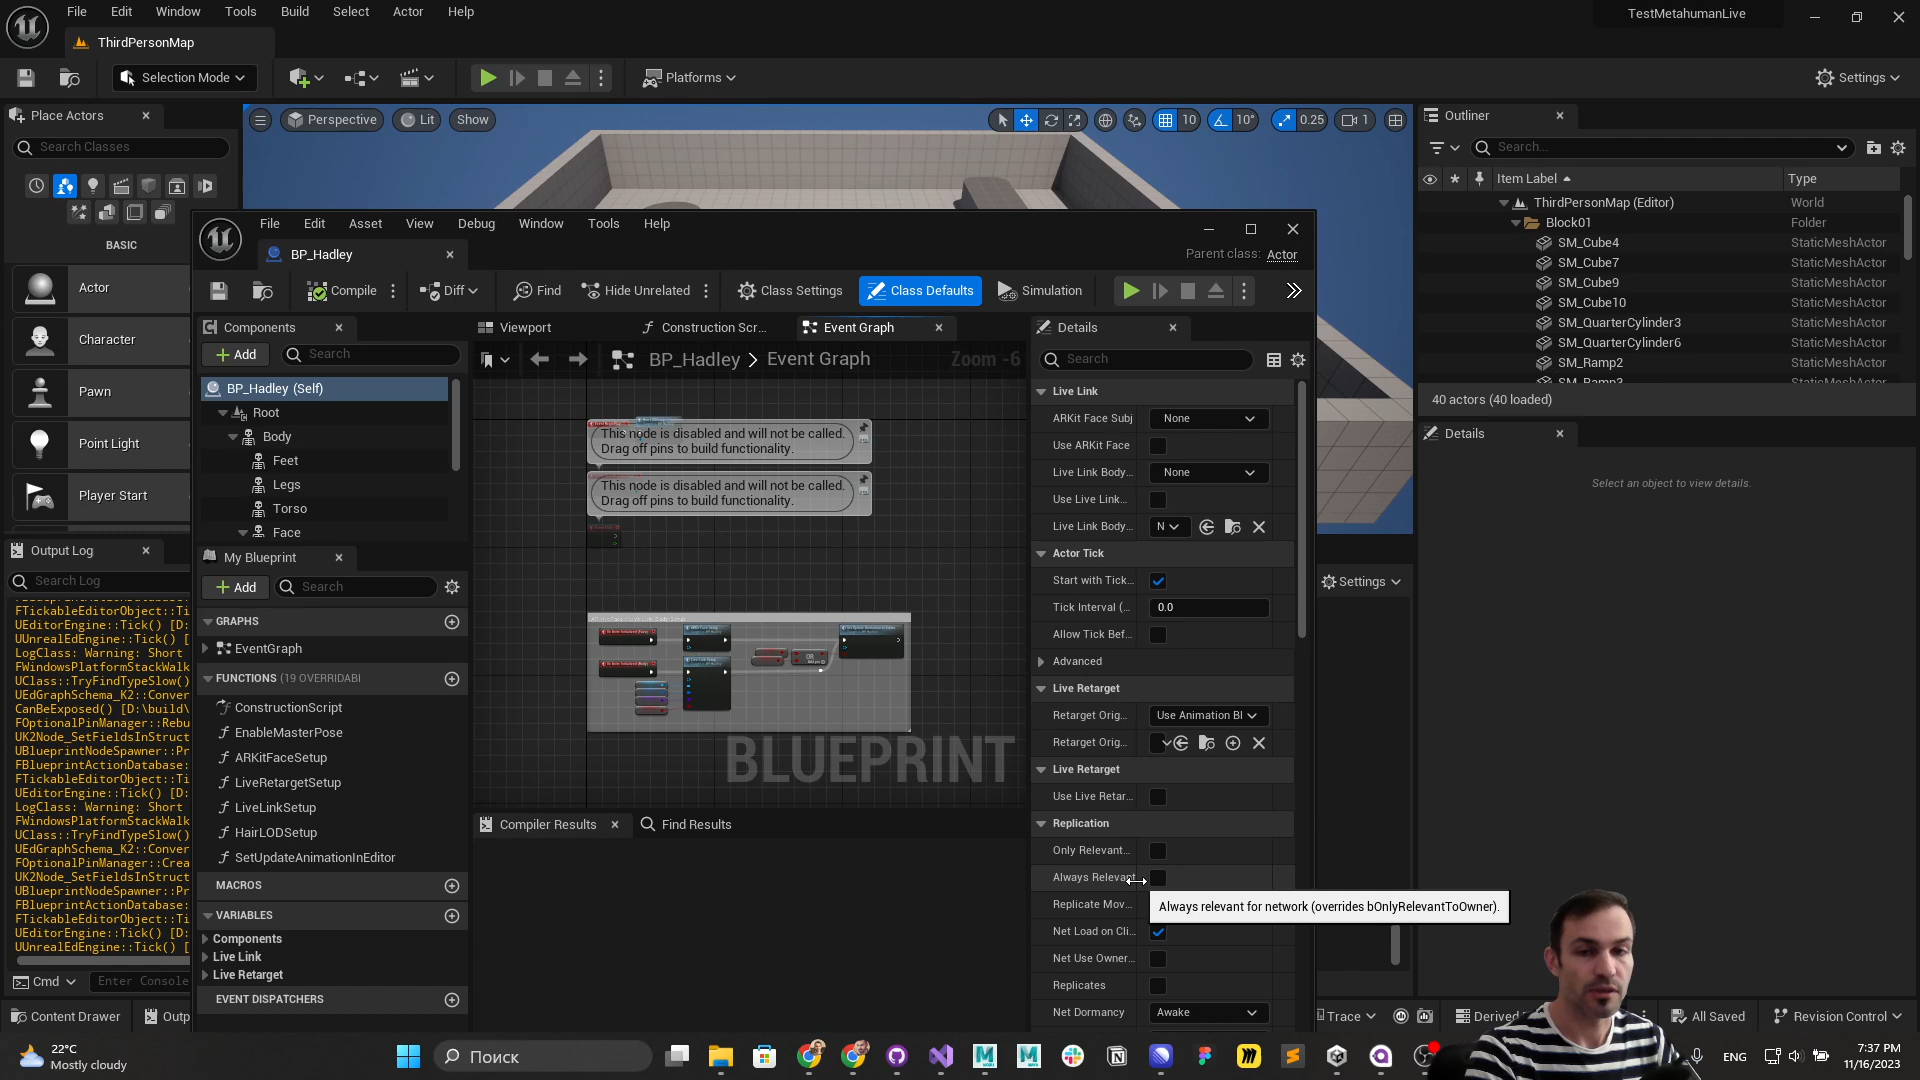 File Edit Window Tools Build Select Actor Help
TestMetahumanLive
ThirdPersonMap
Selection Mode
Platforms
Settings
Place Actors
Search Classes
BASIC
Actor
Character
Pawn
Point Light
Player Start
Perspective Lit Show
10 10° 0.25 1
Outliner
Search...
Item Label Type
ThirdPersonMap (Editor) World
Block01 Folder
SM_Cube4 StaticMeshActor
SM_Cube7 StaticMeshActor
SM_Cube9 StaticMeshActor
SM_Cube10 StaticMeshActor
SM_QuarterCylinder3 StaticMeshActor
SM_QuarterCylinder6 StaticMeshActor
SM_Ramp2 StaticMeshActor
SM_Ramp3 StaticMeshActor
40 actors (40 loaded)
Details
Select an object to view details.
File Edit Asset View Debug Window Tools Help
BP_Hadley
Parent class: Actor
Compile Diff Find Hide Unrelated Class Settings Class Defaults Simulation
Components
Add Search
BP_Hadley (Self)
Root
Body
Feet
Legs
Torso
Face
My Blueprint
Add Search
GRAPHS
EventGraph
FUNCTIONS (19 OVERRIDABL
ConstructionScript
EnableMasterPose
ARKitFaceSetup
LiveRetargetSetup
LiveLinkSetup
HairLODSetup
SetUpdateAnimationInEditor
MACROS
VARIABLES
Components
Live Link
Live Retarget
EVENT DISPATCHERS
Viewport Construction Scr... Event Graph
BP_Hadley > Event Graph Zoom -6
This node is disabled and will not be called.
Drag off pins to build functionality.
This node is disabled and will not be called.
Drag off pins to build functionality.
OR
BLUEPRINT
Compiler Results Find Results
Details
Search
Live Link
ARKit Face Subj None
Use ARKit Face
Live Link Body... None
Use Live Link...
Live Link Body... N
Actor Tick
Start with Tick...
Tick Interval (... 0.0
Allow Tick Bef...
Advanced
Live Retarget
Retarget Orig... Use Animation Bl
Retarget Orig...
Live Retarget
Use Live Retar...
Replication
Only Relevant...
Always Relevant
Always relevant for network (overrides bOnlyRelevantToOwner).
Replicate Mov...
Net Load on Cli...
Net Use Owner...
Replicates
Net Dormancy Awake
Settings
Output Log
Search Log
FTickableEditorObject::Ti
UEditorEngine::Tick() [D:
UUnrealEdEngine::Tick() [
LogClass: Warning: Short
FWindowsPlatformStackWalk
UClass::TryFindTypeSlow()
UEdGraphSchema_K2::Conver
CanBeExposed() [D:\build\
FOptionalPinManager::Rebu
UK2Node_SetFieldsInStruct
UBlueprintNodeSpawner::Pr
FBlueprintActionDatabase:
FTickableEditorObject::Ti
UEditorEngine::Tick() [D:
LogClass: Warning: Short
FWindowsPlatformStackWalk
UClass::TryFindTypeSlow()
UEdGraphSchema_K2::Conver
FOptionalPinManager::Crea
UK2Node_SetFieldsInStruct
UBlueprintNodeSpawner::Pr
FBlueprintActionDatabase:
FTickableEditorObject::Ti
UEditorEngine::Tick() [D:
UUnrealEdEngine::Tick() [
Cmd Enter Console
Content Drawer Outp
Trace Derived All Saved Revision Control
22°C
Mostly cloudy
Поиск
ENG
7:37 PM
11/16/2023